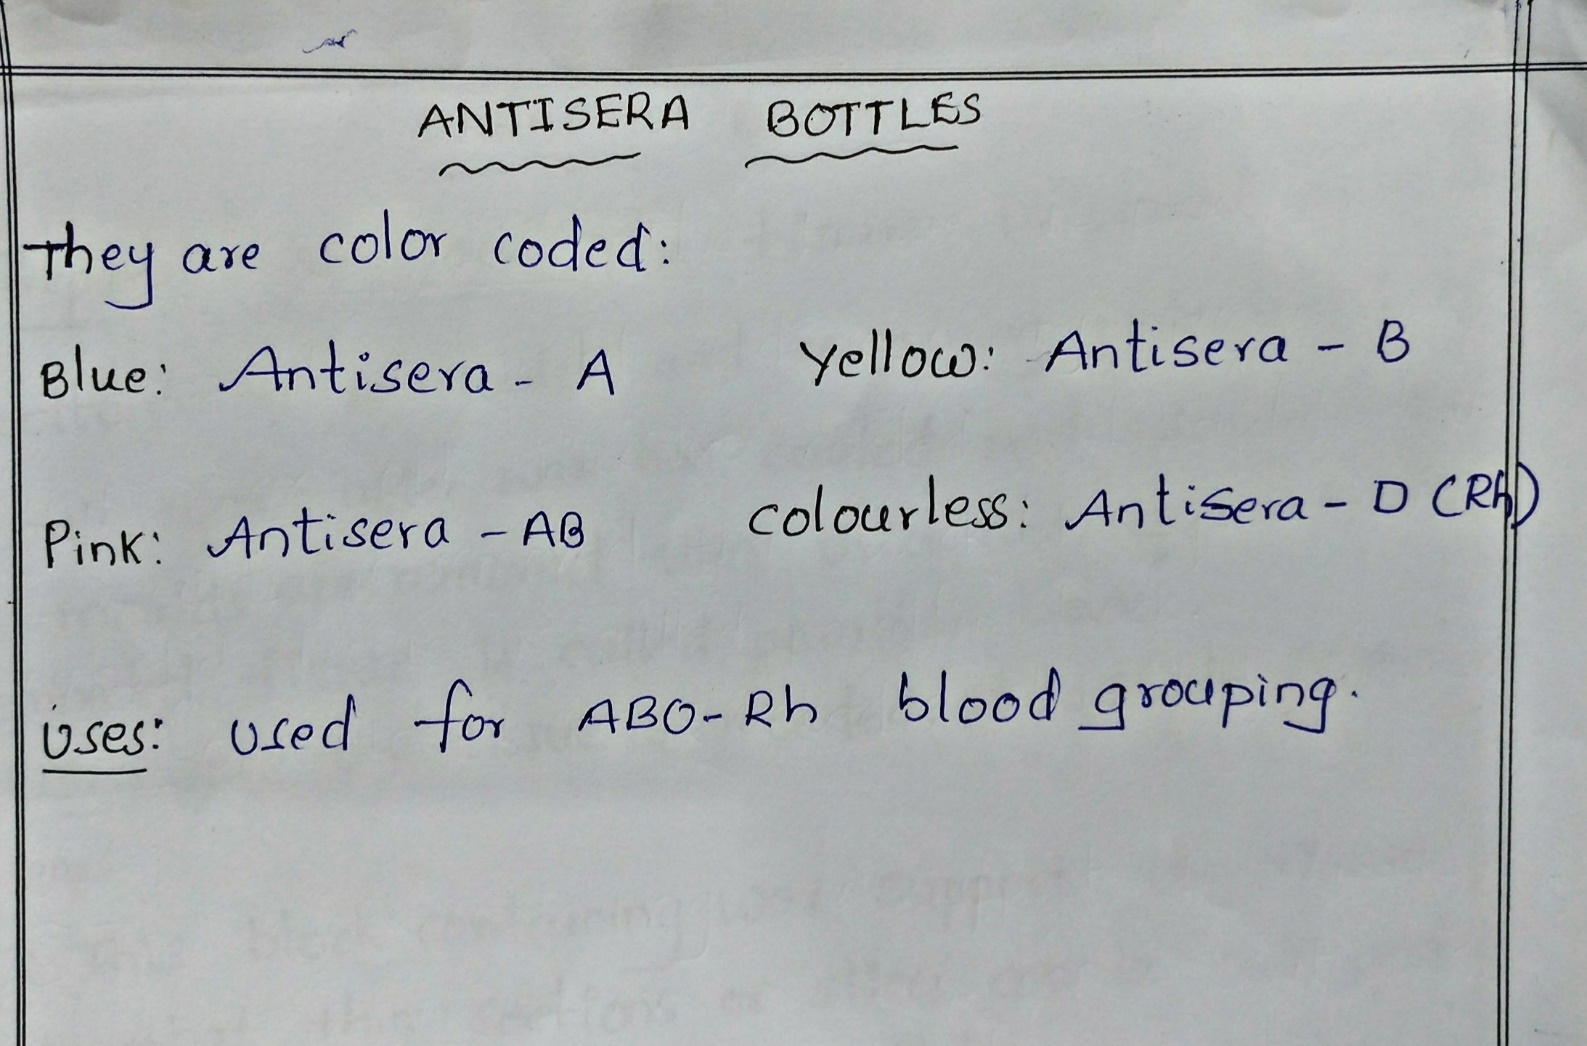 ANTISERA BOTTLES
They are color coded:
Blue: Antisera - A Yellow: Antisera - B
Pink: Antisera - AB colourless: Antisera - D (Rh)
Uses: Used for ABO-Rh blood grouping.